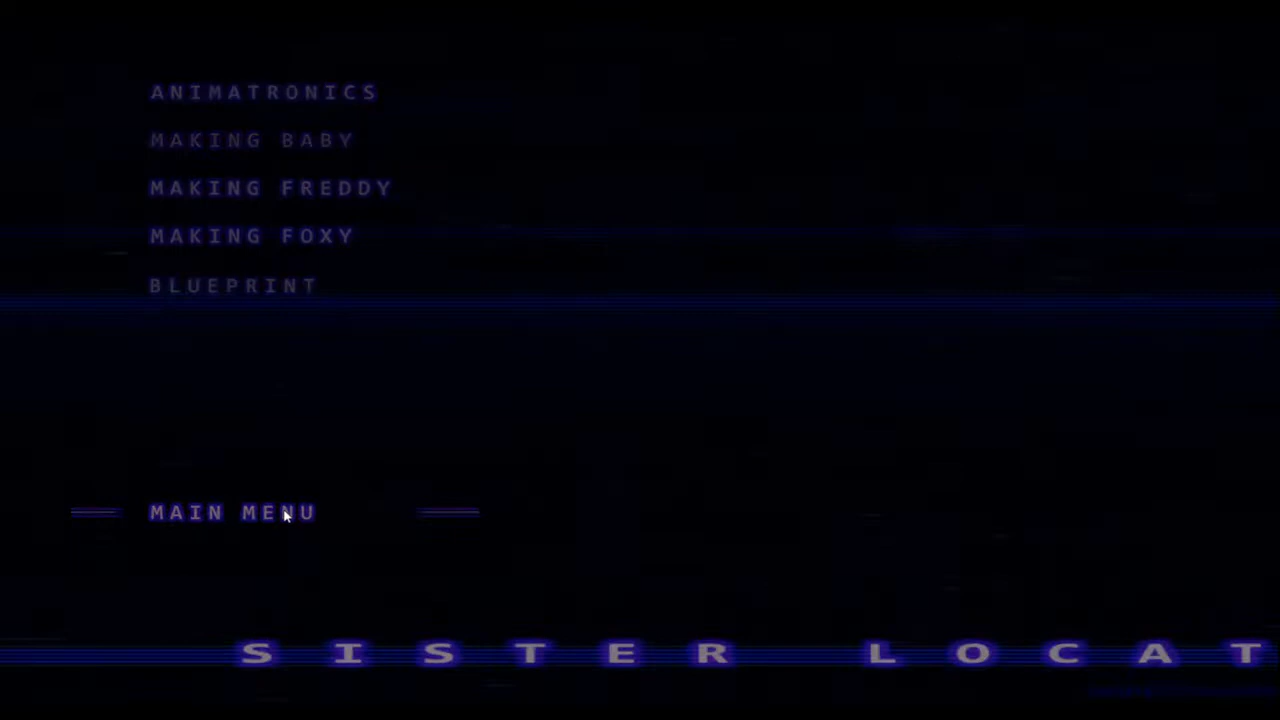 ANIMATRONICS
MAKING BABY
MAKING FREDDY
MAKING FOXY
BLUEPRINT
MAIN MENU
SISTER LOCAT